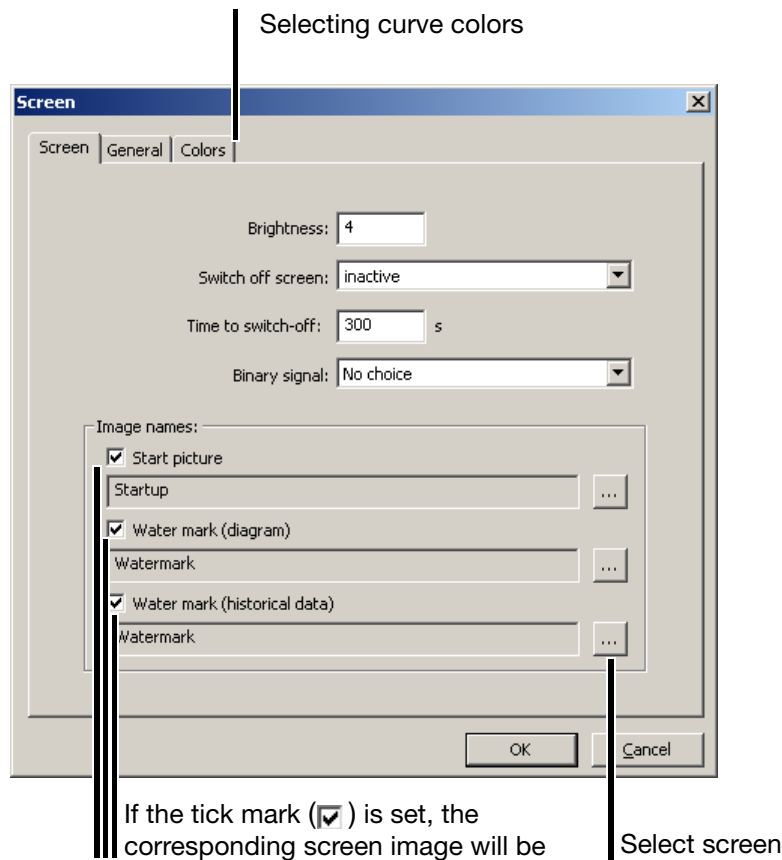 Selecting curve colors
Screen
Screen General Colors
Brightness: 4
Switch off screen: inactive
Time to switch-off: 300 s
Binary signal: No choice
Image names:
Start picture
Startup ...
Water mark (diagram)
Watermark ...
Water mark (historical data)
Watermark ...
OK Cancel
If the tick mark ( ) is set, the
corresponding screen image will be
Select screen